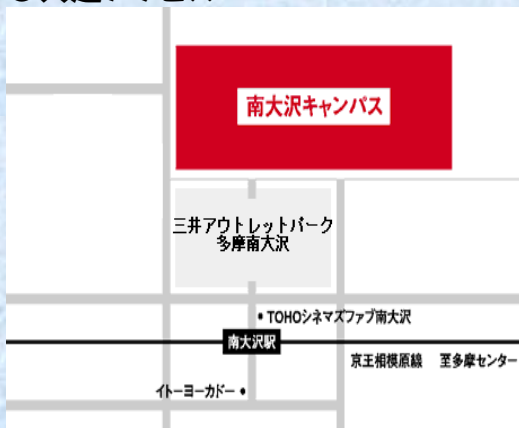 南大沢キャンパス
三井アウトレットパーク
多摩南大沢
• TOHOシネマズファブ南大沢
南大沢駅
京王相模原線 至多摩センター
イトーヨーカドー •